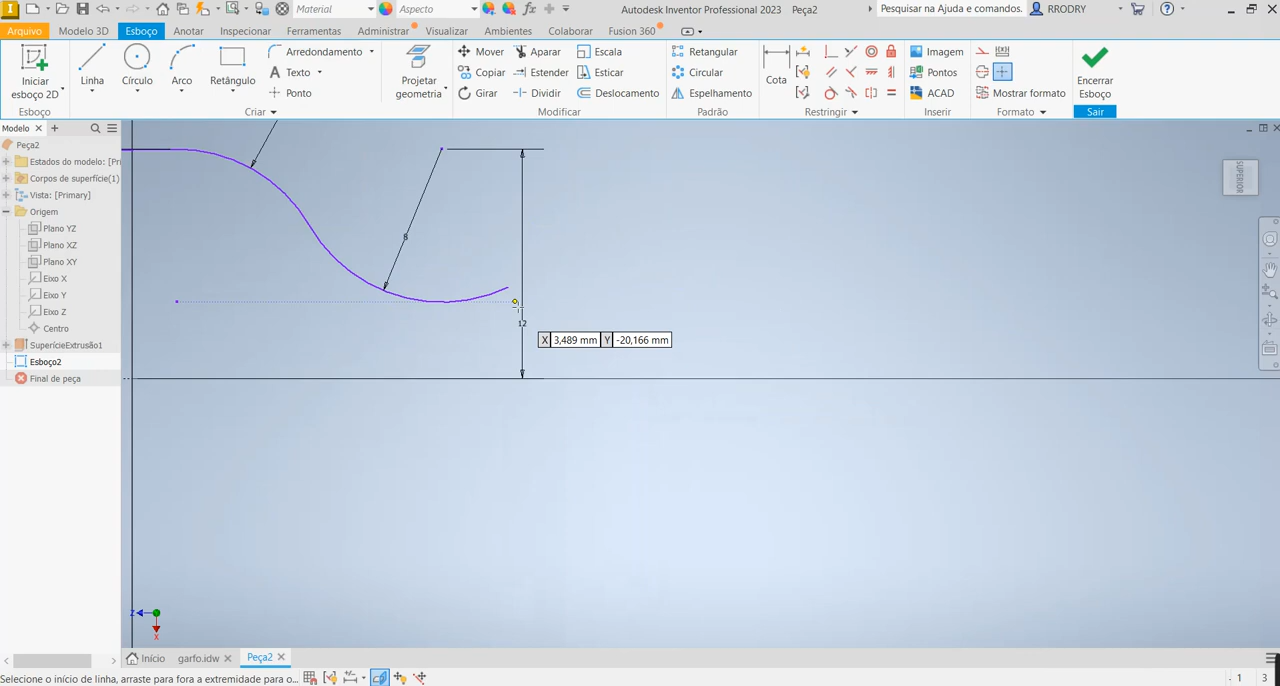 Material
Aspecto
Autodesk Inventor Professional 2023 Peça2
Pesquisar na Ajuda e comandos.
RRODRY
Arquivo Modelo 3D Esboço Anotar Inspecionar Ferramentas Administrar Visualizar Ambientes Colaborar Fusion 360
Iniciar esboço 2D
Linha
Círculo
Arco
Retângulo
Arredondamento
Texto
Ponto
Projetar geometria
Mover Aparar Escala
Copiar Estender Esticar
Girar Dividir Deslocamento
Retangular
Circular
Espelhamento
Cota
Imagem
Pontos
ACAD
Mostrar formato
Encerrar Esboço
Esboço Criar Modificar Padrão Restringir Inserir Formato Sair
Modelo
Peça2
Estados do modelo: [Pri
Corpos de superfície(1)
Vista: [Primary]
Origem
Plano YZ
Plano XZ
Plano XY
Eixo X
Eixo Y
Eixo Z
Centro
SuperfícieExtrusão1
Esboço2
Final de peça
8
12
X 3,489 mm Y -20,166 mm
SUPERIOR
Z
X
Início garfo.idw Peça2
Selecione o início de linha, arraste para fora a extremidade para o...
1 3